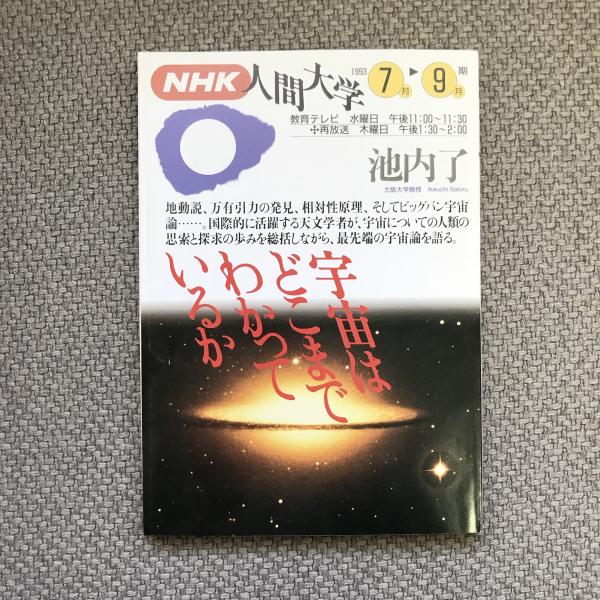 NHK 人間大学 1993 7月▶9月期
教育テレビ 水曜日 午後11:00~11:30
✣再放送 木曜日 午後1:30~2:00
池内了
大阪大学教授 Ikeuchi Satoru
地動説、万有引力の発見、相対性原理、そしてビッグバン宇宙
論……。国際的に活躍する天文学者が、宇宙についての人類の
思索と探求の歩みを総括しながら、最先端の宇宙論を語る。
宇宙は
どこまで
わかって
いるか